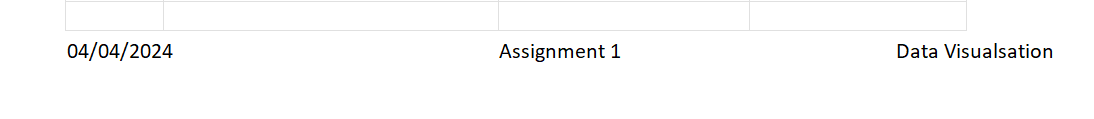 04/04/2024 Assignment 1 Data Visualsation